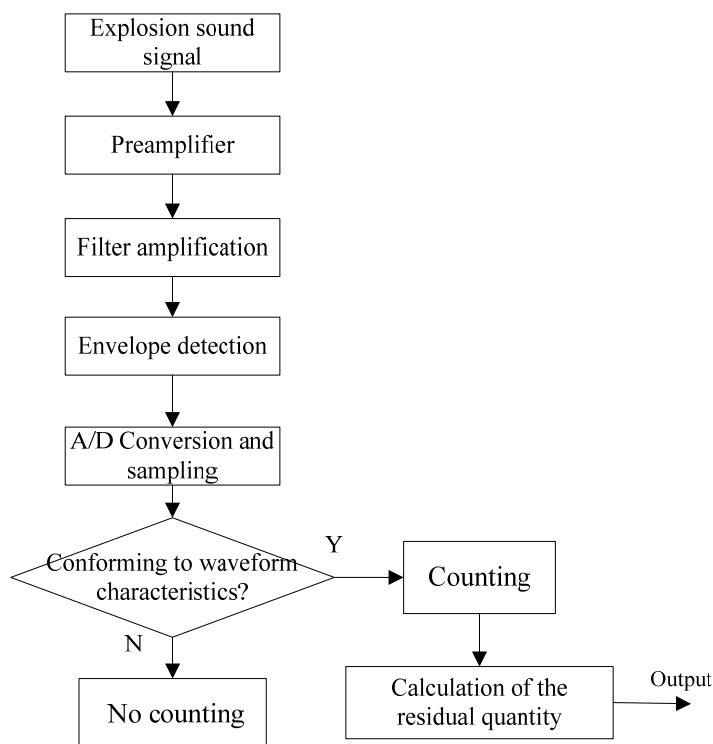 Explosion sound
signal
Preamplifier
Filter amplification
Envelope detection
A/D Conversion and
sampling
Conforming to waveform
characteristics?
Y
Counting
N
No counting
Calculation of the
residual quantity
Output